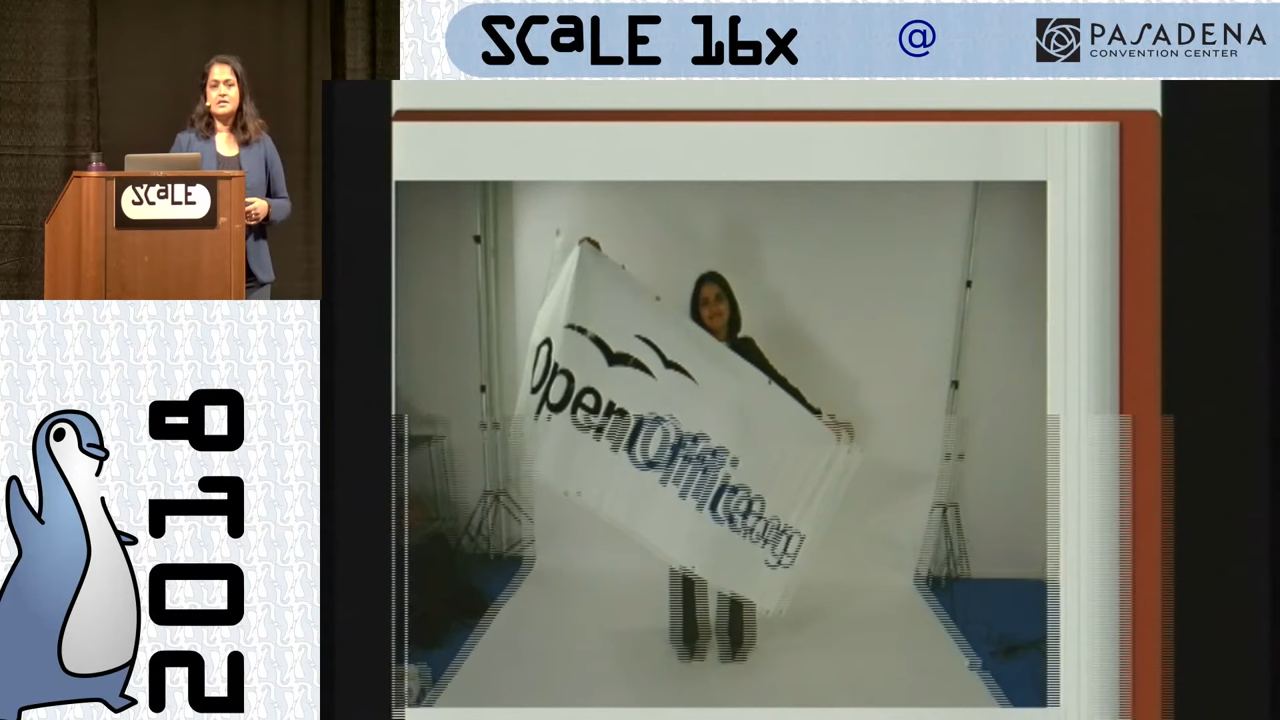 SCaLE 16x
@
PASADENA
CONVENTION CENTER
SCALE
OpenOffice.org
2018